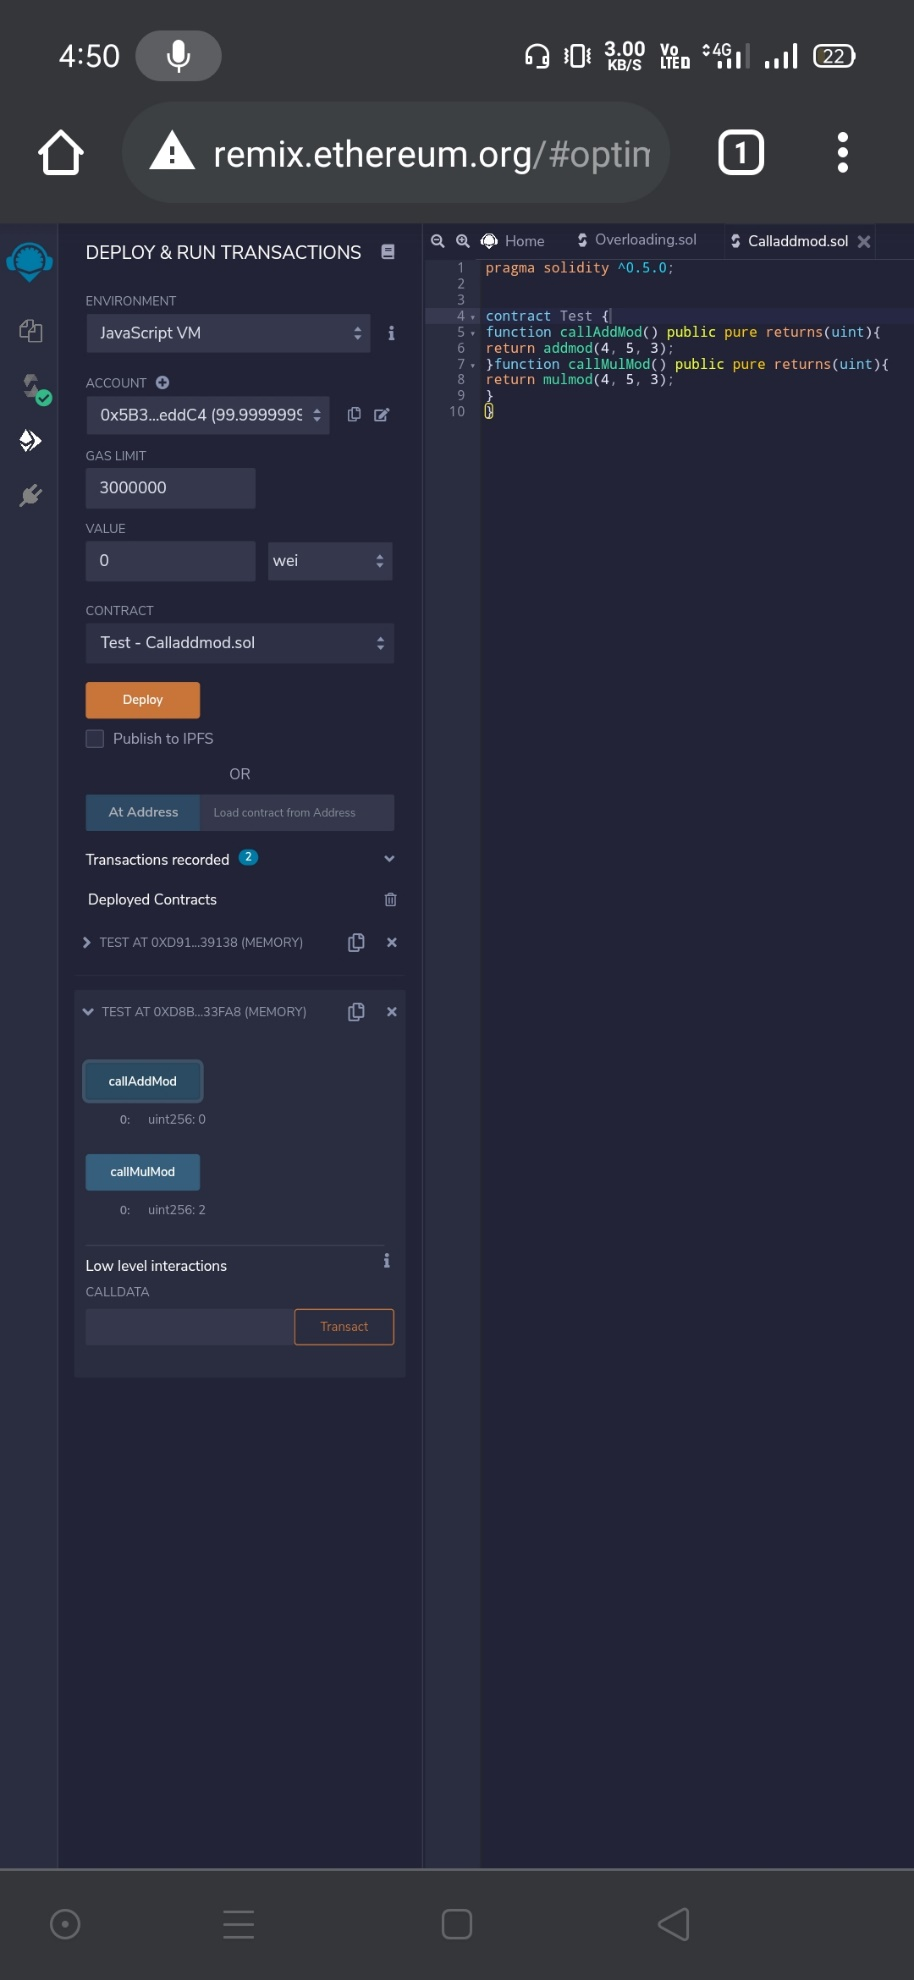 4:50
3.00
KB/S
Vo
LTE
4G
22
remix.ethereum.org/#optim
1
DEPLOY & RUN TRANSACTIONS
ENVIRONMENT
JavaScript VM
i
ACCOUNT
0x5B3...eddC4 (99.9999999
GAS LIMIT
3000000
VALUE
0
wei
CONTRACT
Test - Calladdmod.sol
Deploy
Publish to IPFS
OR
At Address
Load contract from Address
Transactions recorded 2
Deployed Contracts
TEST AT 0XD91...39138 (MEMORY)
TEST AT 0XD8B...33FA8 (MEMORY)
callAddMod
0: uint256: 0
callMulMod
0: uint256: 2
Low level interactions
i
CALLDATA
Transact
Home
Overloading.sol
Calladdmod.sol
1 pragma solidity ^0.5.0;
2
3
4 contract Test {
5 function callAddMod() public pure returns(uint){
6 return addmod(4, 5, 3);
7 }function callMulMod() public pure returns(uint){
8 return mulmod(4, 5, 3);
9 }
10 }